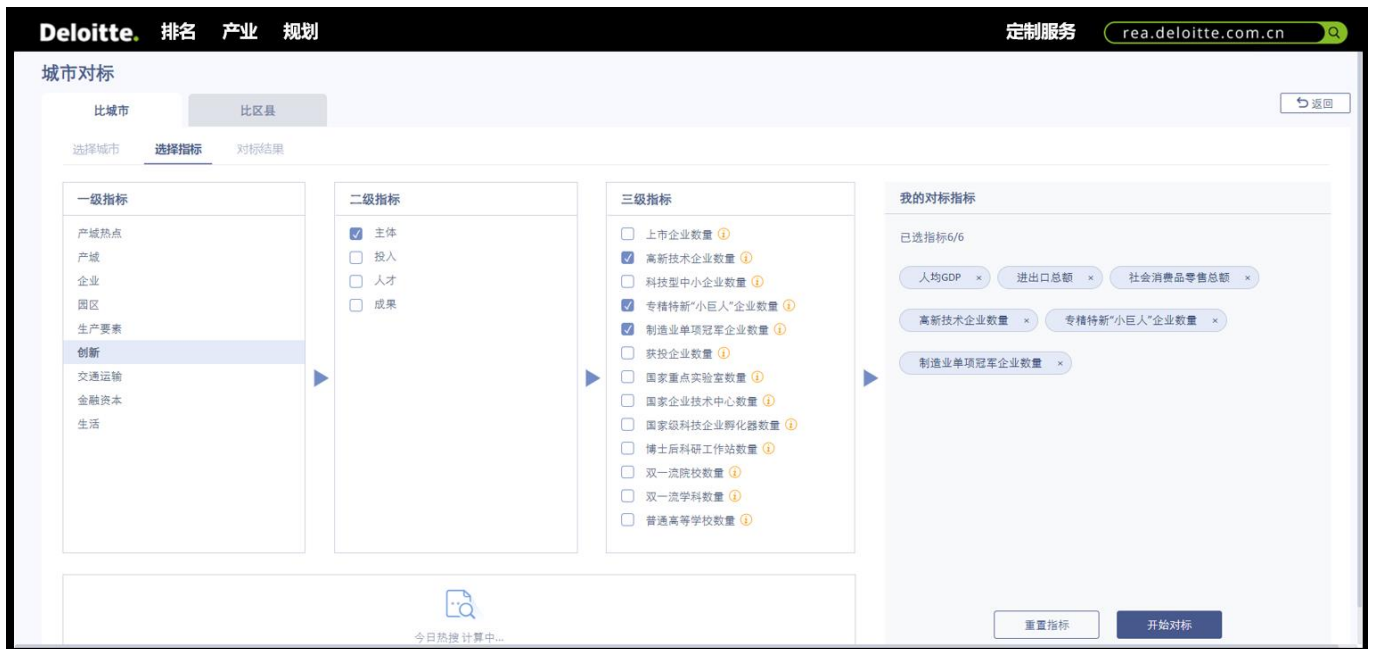 Deloitte. 排名 产业 规划 定制服务 rea.deloitte.com.cn
城市对标
比城市 比区县 返回
选择城市 选择指标 对标结果
一级指标
产城热点
产城
企业
园区
生产要素
创新
交通运输
金融资本
生活
二级指标
主体
投入
人才
成果
三级指标
上市企业数量
高新技术企业数量
科技型中小企业数量
专精特新“小巨人”企业数量
制造业单项冠军企业数量
获投企业数量
国家重点实验室数量
国家企业技术中心数量
国家级科技企业孵化器数量
博士后科研工作站数量
双一流院校数量
双一流学科数量
普通高等学校数量
我的对标指标
已选指标6/6
人均GDP × 进出口总额 × 社会消费品零售总额 ×
高新技术企业数量 × 专精特新“小巨人”企业数量 ×
制造业单项冠军企业数量 ×
今日热搜 计算中...
重置指标 开始对标